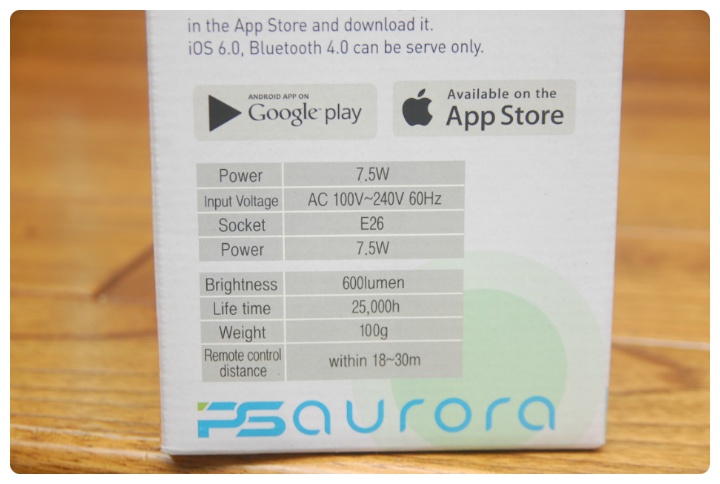 in the App Store and download it.
iOS 6.0, Bluetooth 4.0 can be serve only.
ANDROID APP ON
Google play
Available on the
App Store
Power 7.5W
Input Voltage AC 100V~240V 60Hz
Socket E26
Power 7.5W
Brightness 600lumen
Life time 25,000h
Weight 100g
Remote control
distance within 18~30m
PSaurora